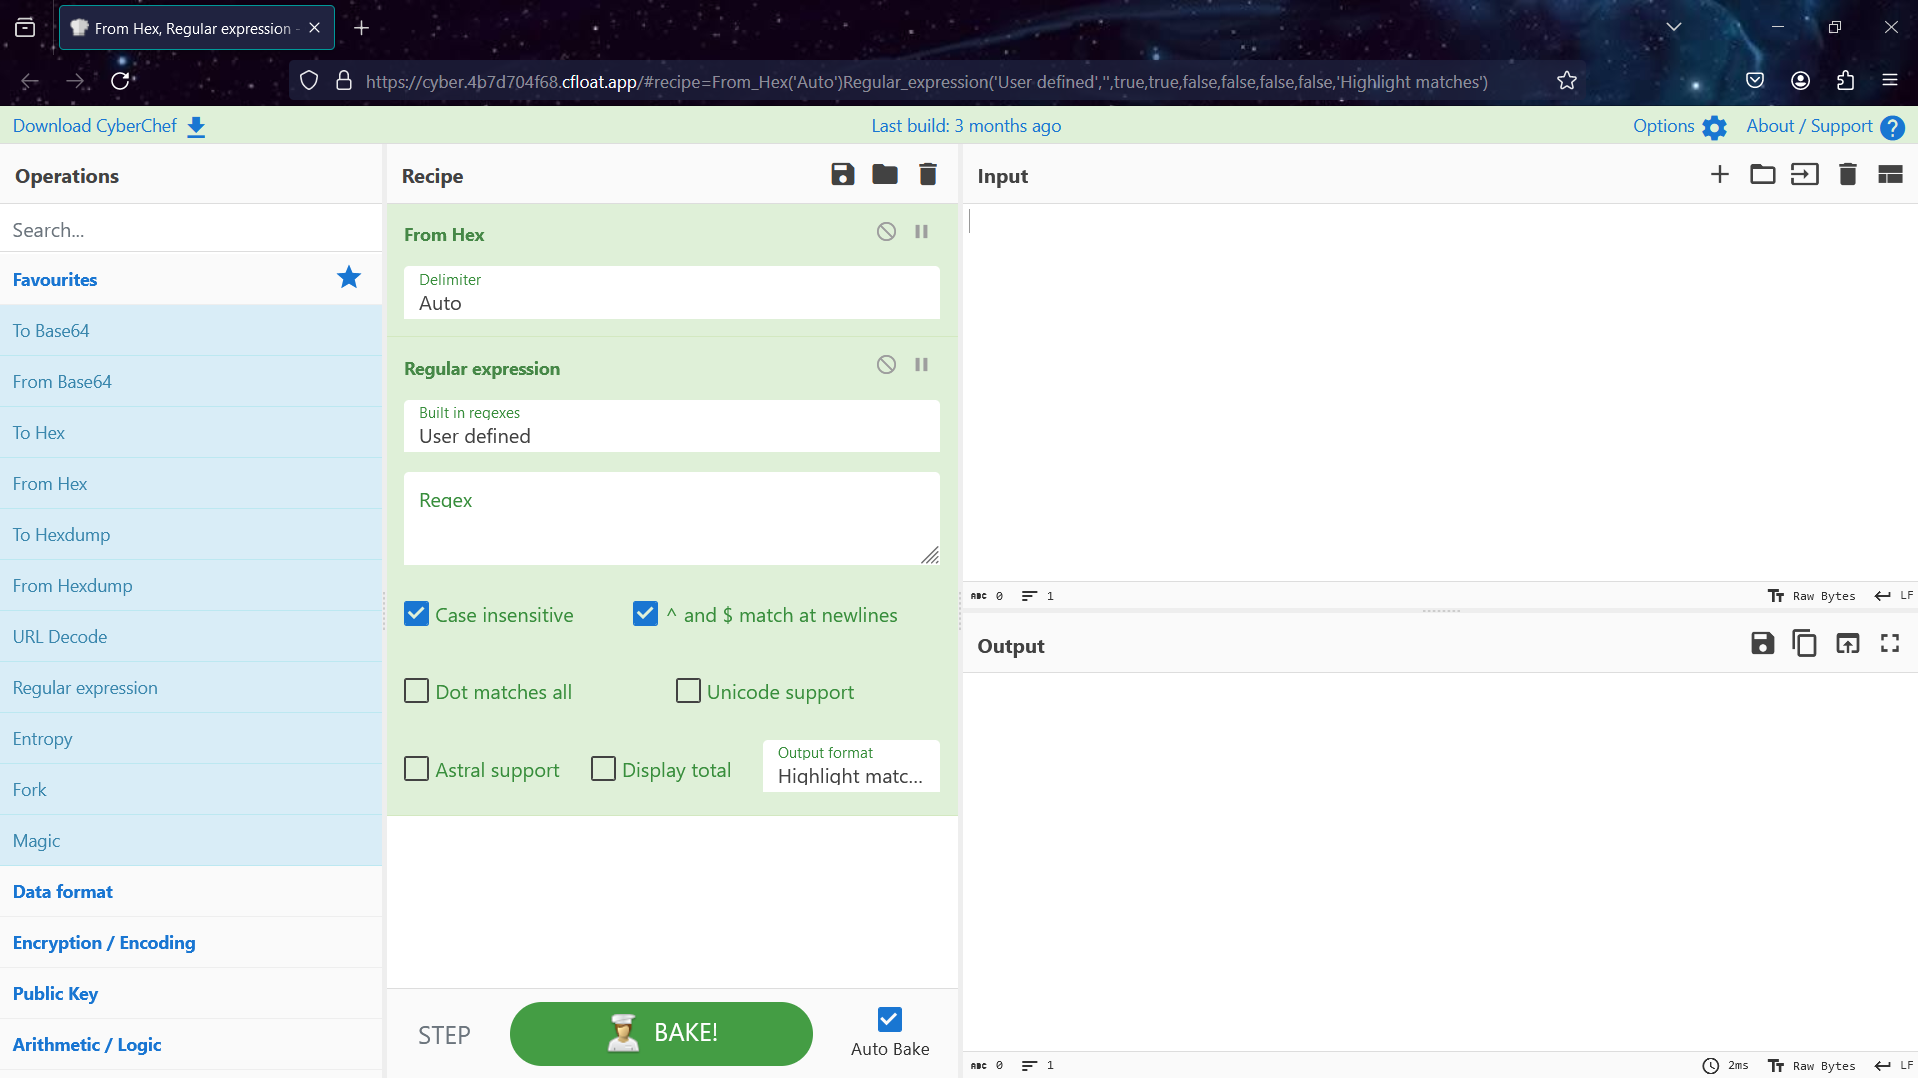 From Hex, Regular expression -
https://cyber.4b7d704f68.cfloat.app/#recipe=From_Hex('Auto')Regular_expression('User defined','',true,true,false,false,false,false,'Highlight matches')
Download CyberChef
Last build: 3 months ago
Options
About / Support
Operations
Search...
Favourites
To Base64
From Base64
To Hex
From Hex
To Hexdump
From Hexdump
URL Decode
Regular expression
Entropy
Fork
Magic
Data format
Encryption / Encoding
Public Key
Arithmetic / Logic
Recipe
From Hex
Delimiter
Auto
Regular expression
Built in regexes
User defined
Regex
Case insensitive
^ and $ match at newlines
Dot matches all
Unicode support
Astral support
Display total
Output format
Highlight matc...
STEP
BAKE!
Auto Bake
Input
ABC 0
1
Raw Bytes
LF
Output
ABC 0
1
2ms
Raw Bytes
LF